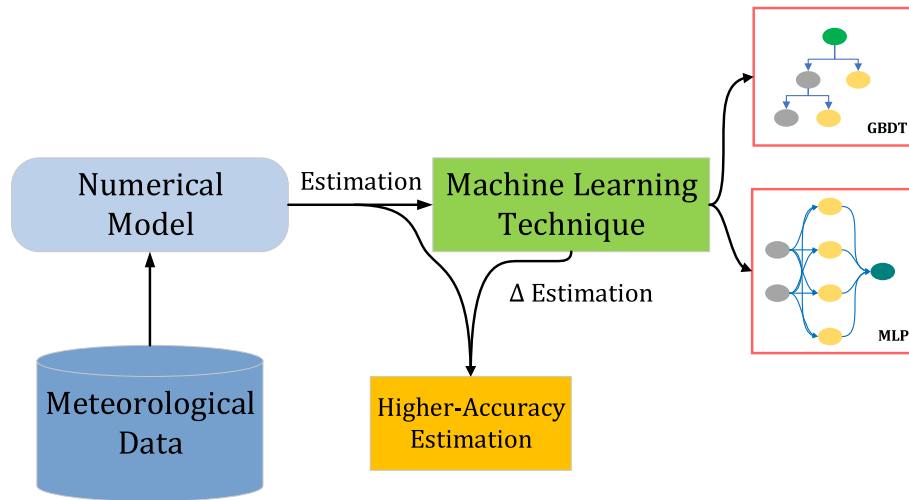 GBDT
Numerical
Model
Estimation
Machine Learning
Technique
Δ Estimation
MLP
Meteorological
Data
Higher-Accuracy
Estimation